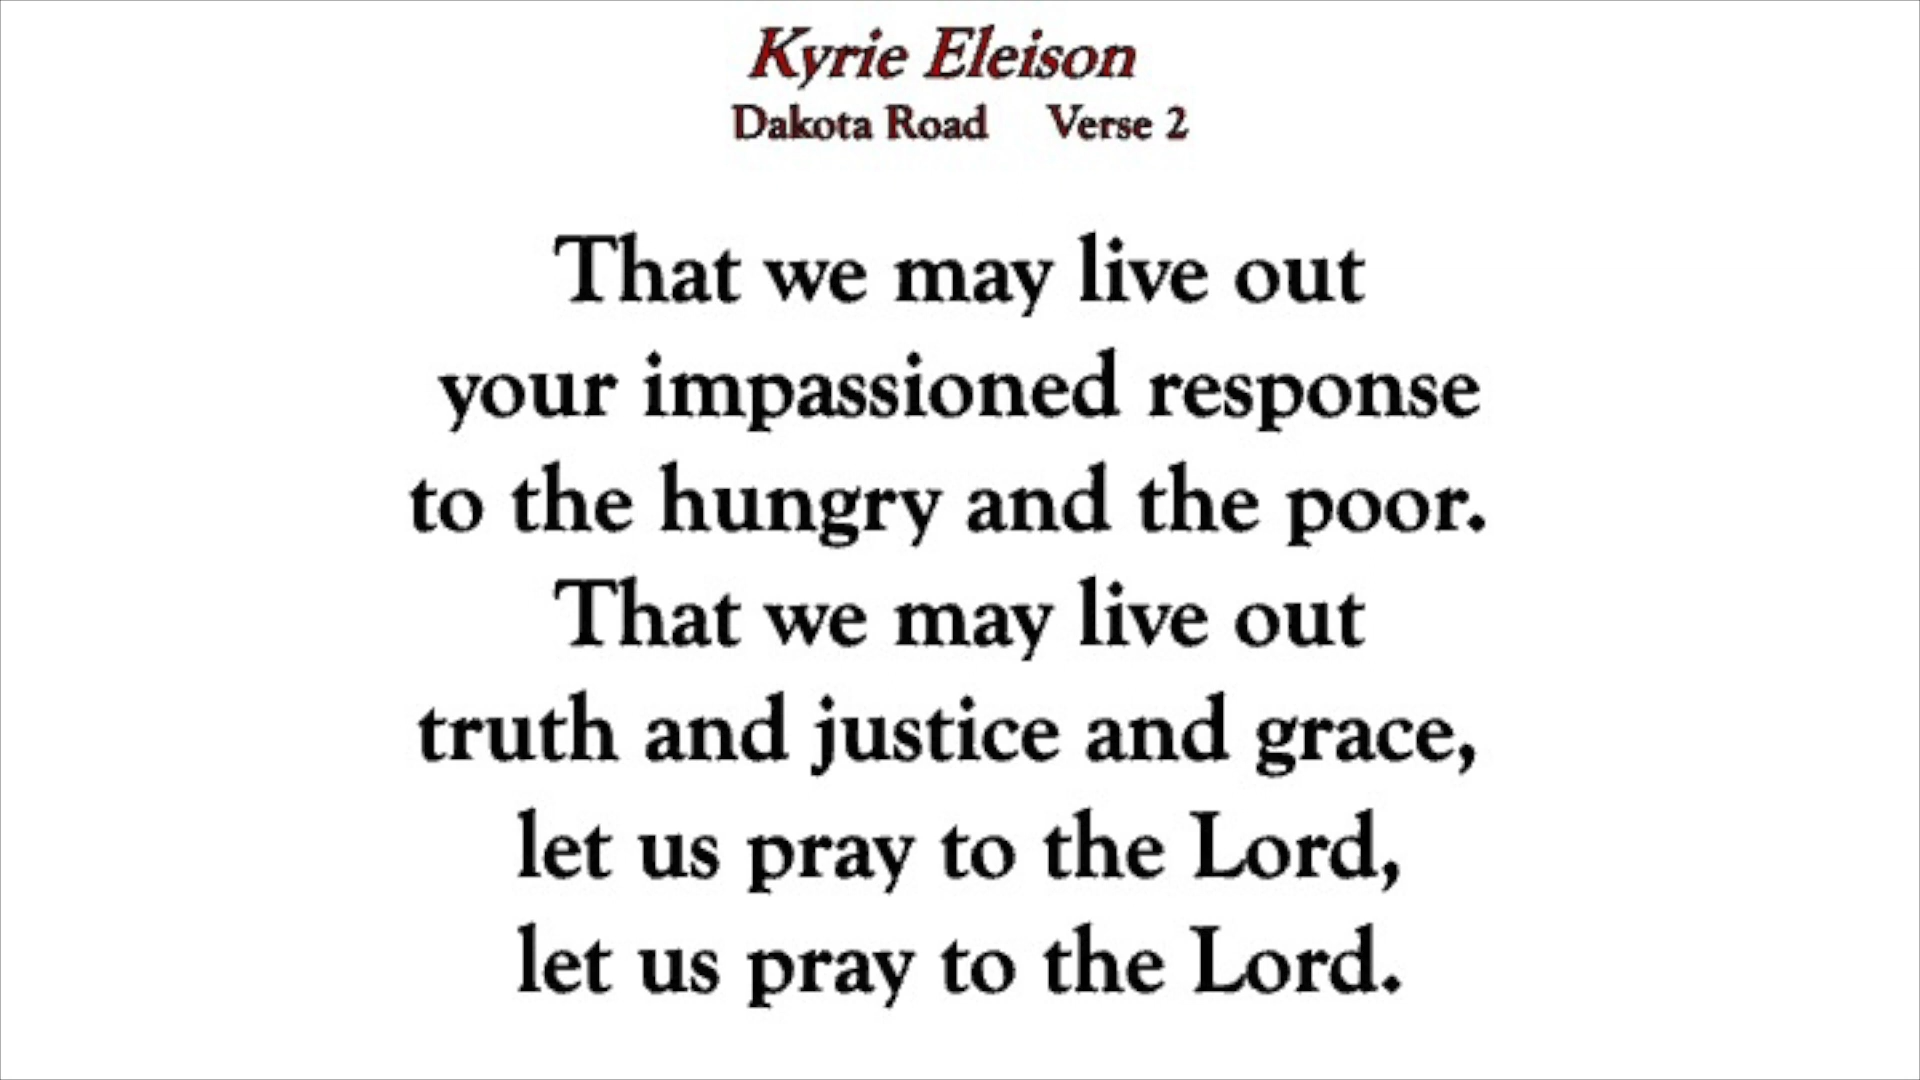 Kyrie Eleison
Dakota Road Verse 2
That we may live out
your impassioned response
to the hungry and the poor.
That we may live out
truth and justice and grace,
let us pray to the Lord,
let us pray to the Lord.